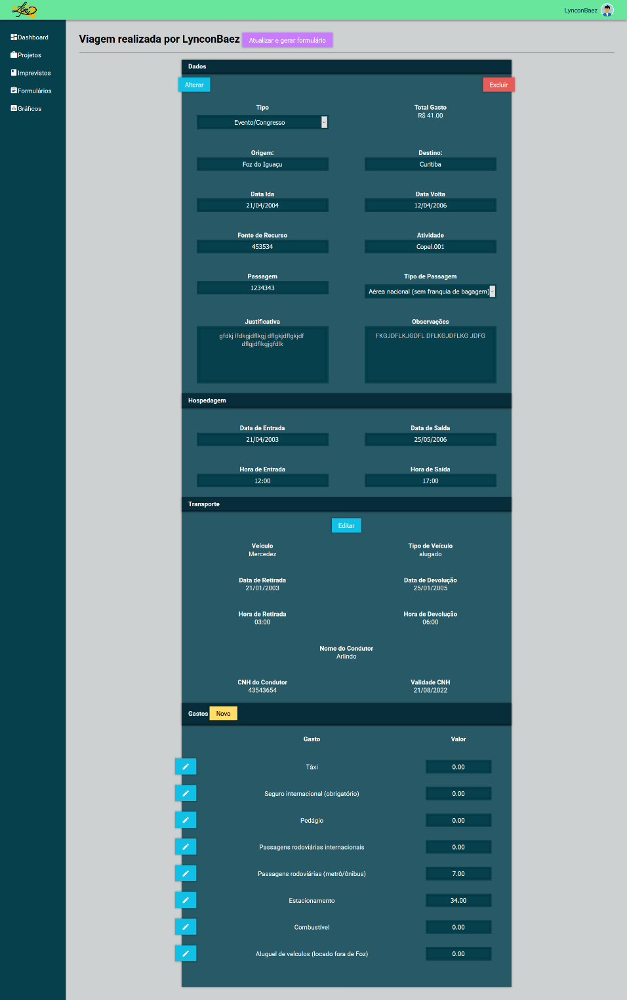 LynconBaez
Dashboard
Projetos
Imprevistos
Formulários
Gráficos
Viagem realizada por LynconBaez
Atualizar e gerar formulário
Dados
Alterar
Excluir
Tipo
Evento/Congresso
Total Gasto
R$ 41.00
Origem:
Foz do Iguaçu
Destino:
Curitiba
Data Ida
21/04/2004
Data Volta
12/04/2006
Fonte de Recurso
453534
Atividade
Copel.001
Passagem
1234343
Tipo de Passagem
Aérea nacional (sem franquia de bagagem)
Justificativa
gfdkj lfdkgjdflkgj dflgkjdflgkjdf
dflgjdflkgjgfdlk
Observações
FKGJDFLKJGDFL DFLKGJDFLKG JDFG
Hospedagem
Data de Entrada
21/04/2003
Data de Saída
25/05/2006
Hora de Entrada
12:00
Hora de Saída
17:00
Transporte
Editar
Veículo
Mercedez
Tipo de Veículo
alugado
Data de Retirada
21/01/2003
Data de Devolução
25/01/2005
Hora de Retirada
03:00
Hora de Devolução
06:00
Nome do Condutor
Arlindo
CNH do Condutor
43543654
Validade CNH
21/08/2022
Gastos Novo
Gasto Valor
Táxi 0.00
Seguro internacional (obrigatório) 0.00
Pedágio 0.00
Passagens rodoviárias internacionais 0.00
Passagens rodoviárias (metrô/ônibus) 7.00
Estacionamento 34.00
Combustível 0.00
Aluguel de veículos (locado fora de Foz) 0.00